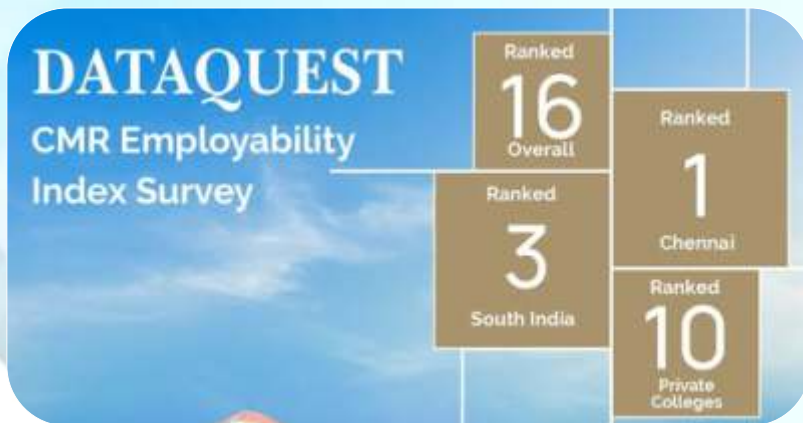 DATAQUEST
CMR Employability
Index Survey
Ranked
16
Overall
Ranked
1
Chennai
Ranked
3
South India
Ranked
10
Private
Colleges